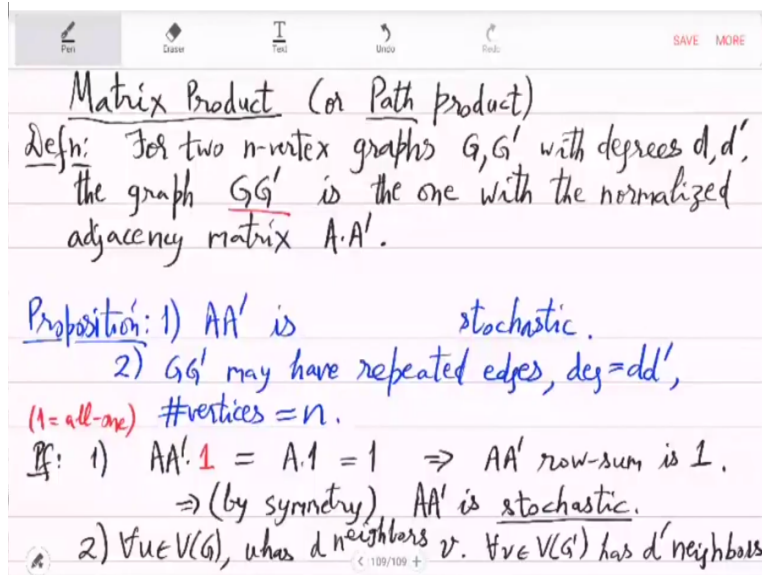 Pen Eraser Text Undo Redo SAVE MORE
Matrix Product (or Path product)
Defn: For two n-vertex graphs G, G' with degrees d, d',
the graph GG' is the one with the normalized
adjacency matrix A.A'.
Proposition: 1) AA' is stochastic.
2) GG' may have repeated edges, deg = dd',
(1 = all-one) #vertices = n.
Pf: 1) AA'.1 = A.1 = 1 ⇒ AA' row-sum is 1.
⇒ (by symmetry) AA' is stochastic.
2) ∀u∈V(G), u has d neighbors v. ∀v∈V(G') has d' neighbors
< 109/109 +